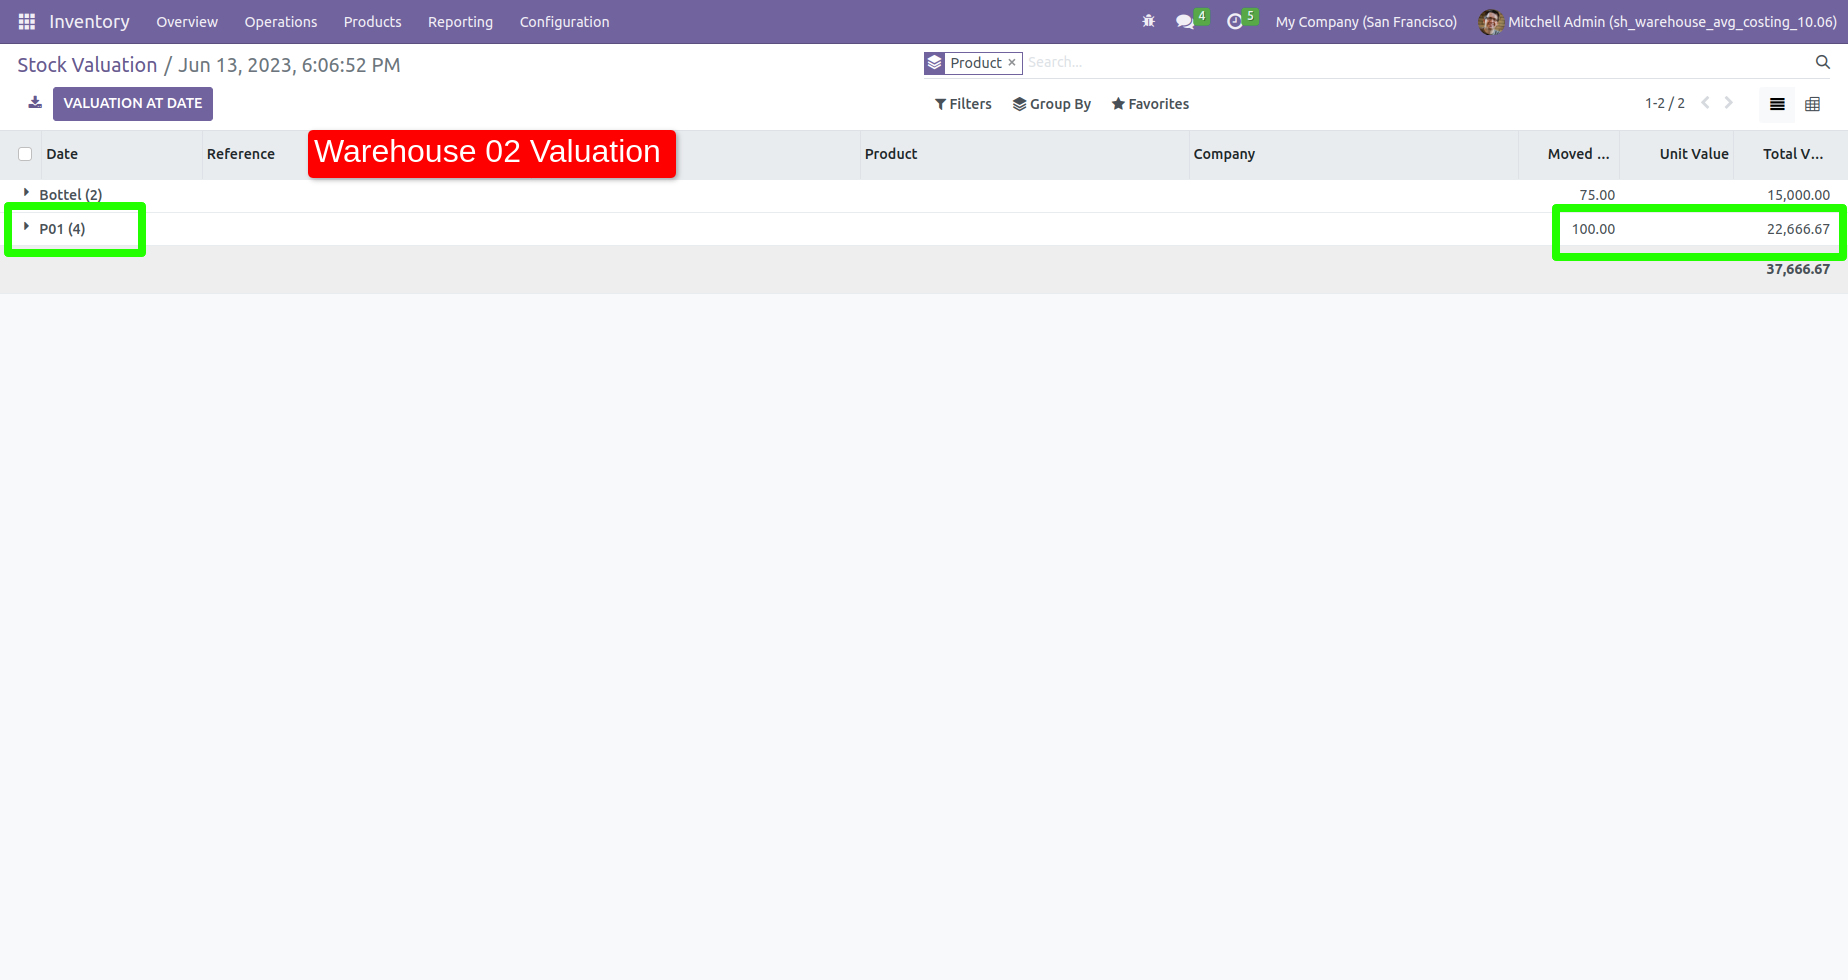 Inventory Overview Operations Products Reporting Configuration 4 5 My Company (San Francisco) Mitchell Admin (sh_warehouse_avg_costing_10.06)
Stock Valuation / Jun 13, 2023, 6:06:52 PM Product × Search...
VALUATION AT DATE Filters Group By Favorites 1-2 / 2
Date Reference Warehouse 02 Valuation Product Company Moved ... Unit Value Total V...
Bottel (2) 75.00 15,000.00
P01 (4) 100.00 22,666.67
37,666.67